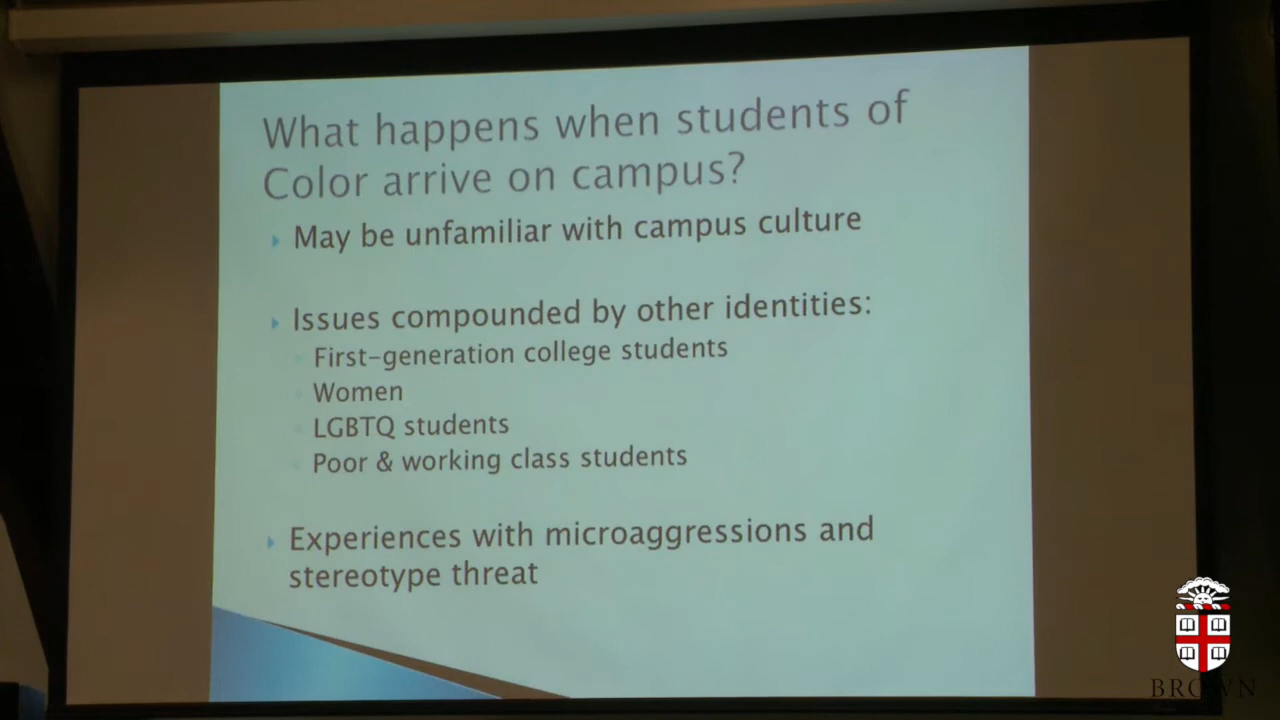 What happens when students of
Color arrive on campus?
May be unfamiliar with campus culture
Issues compounded by other identities:
First-generation college students
Women
LGBTQ students
Poor & working class students
Experiences with microaggressions and
stereotype threat
BROWN